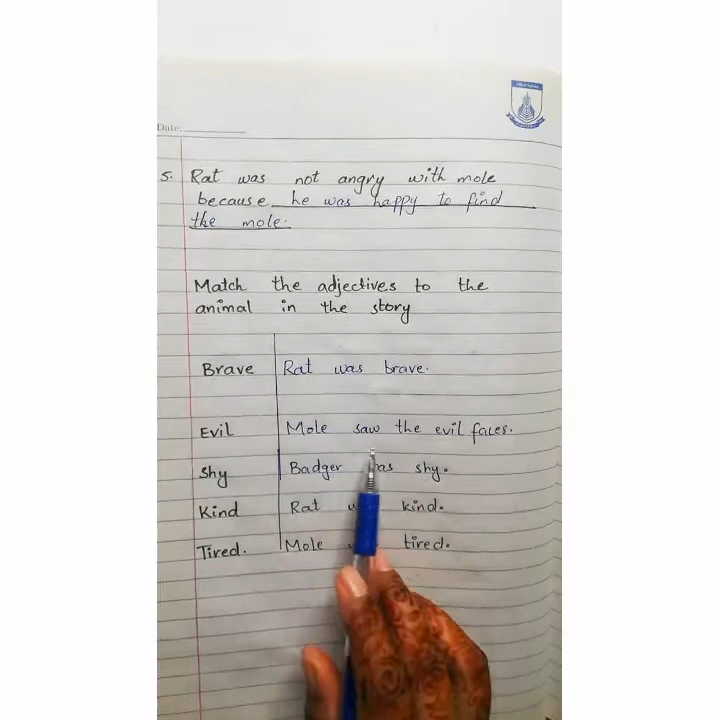 Date:
5. Rat was not angry with mole
because he was happy to find
the mole.
Match the adjectives to the
animal in the story
Brave Rat was brave.
Evil Mole saw the evil faces.
Shy Badger shy.
Kind Rat kind.
Tired. Mole tired.